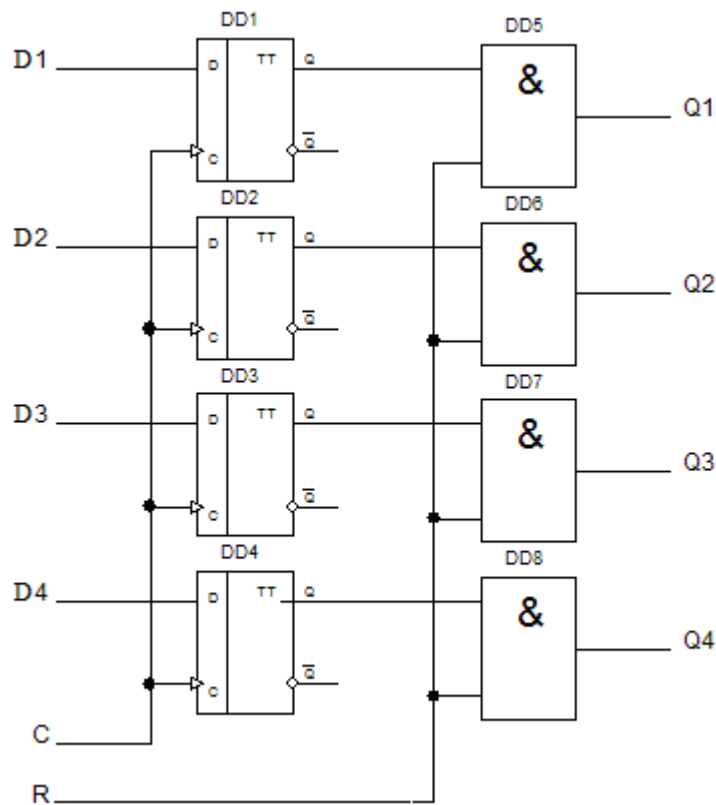 DD1
DD5
D1
D TT Q
&
Q1
C Q̅
DD2
DD6
D2
D TT Q
&
Q2
C Q̅
DD3
DD7
D3
D TT Q
&
Q3
C Q̅
DD4
DD8
D4
D TT Q
&
Q4
C Q̅
C
R